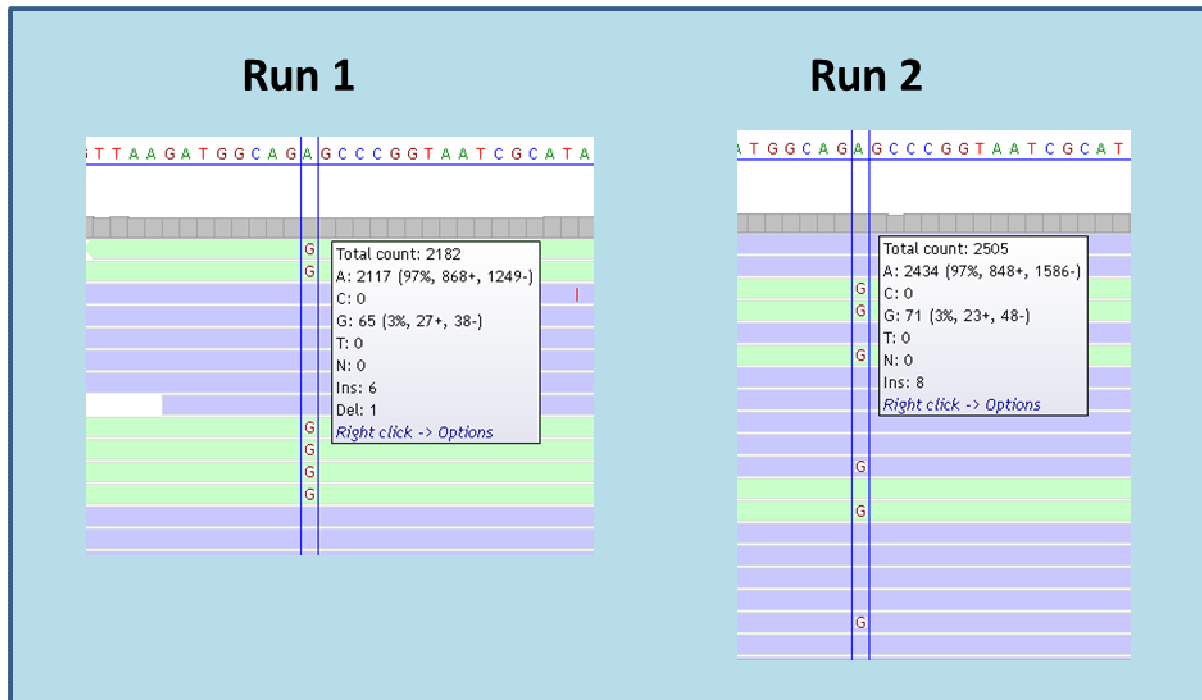 Run 1
GTTAAGATGGCAGAGCCCGGTAATCGCATA
G
G
Total count: 2182
A: 2117 (97%, 868+, 1249-)
C: 0
G: 65 (3%, 27+, 38-)
T: 0
N: 0
Ins: 6
Del: 1
Right click -> Options
G
G
G
G
Run 2
ATGGCAGAGCCCGGTAATCGCAT
Total count: 2505
A: 2434 (97%, 848+, 1586-)
C: 0
G: 71 (3%, 23+, 48-)
T: 0
N: 0
Ins: 8
Right click -> Options
G
G
G
G
G
G